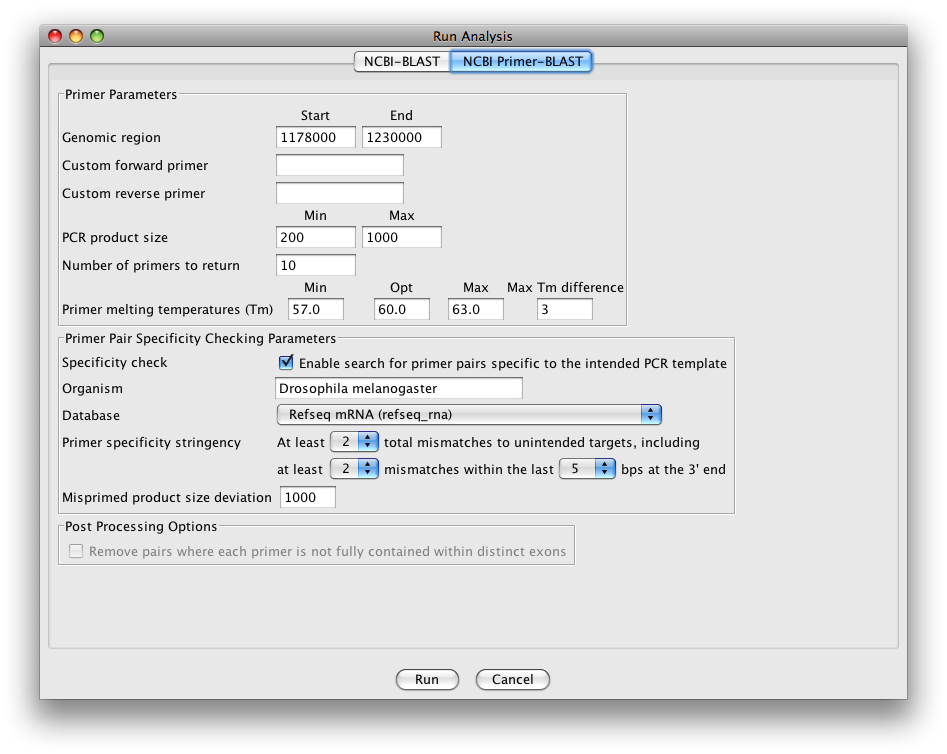 Run Analysis
NCBI-BLAST NCBI Primer-BLAST
Primer Parameters
Start End
Genomic region 1178000 1230000
Custom forward primer
Custom reverse primer
Min Max
PCR product size 200 1000
Number of primers to return 10
Min Opt Max Max Tm difference
Primer melting temperatures (Tm) 57.0 60.0 63.0 3
Primer Pair Specificity Checking Parameters
Specificity check Enable search for primer pairs specific to the intended PCR template
Organism Drosophila melanogaster
Database Refseq mRNA (refseq_rna)
Primer specificity stringency At least 2 total mismatches to unintended targets, including
at least 2 mismatches within the last 5 bps at the 3' end
Misprimed product size deviation 1000
Post Processing Options
Remove pairs where each primer is not fully contained within distinct exons
Run Cancel